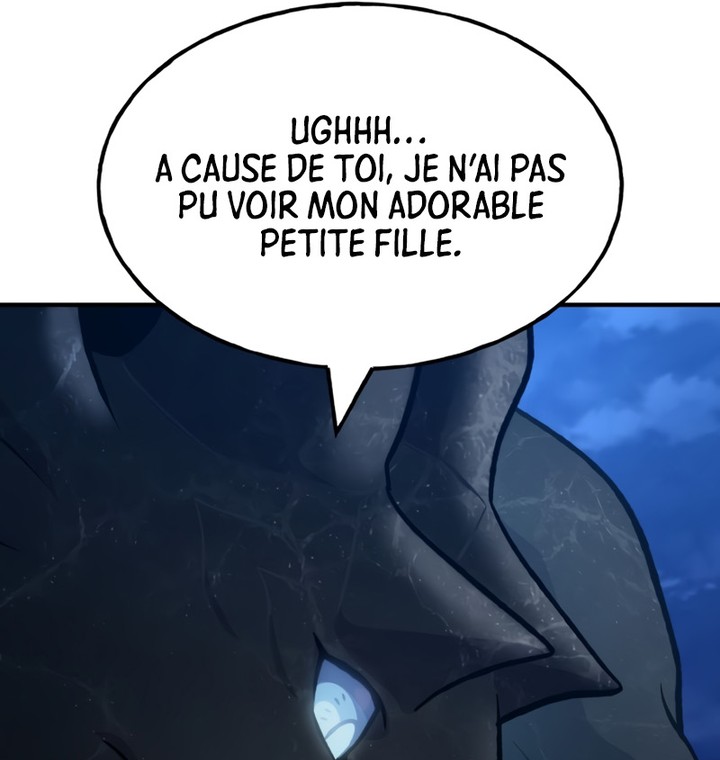 UGHHH...
A CAUSE DE TOI, JE N'AI PAS
PU VOIR MON ADORABLE
PETITE FILLE.